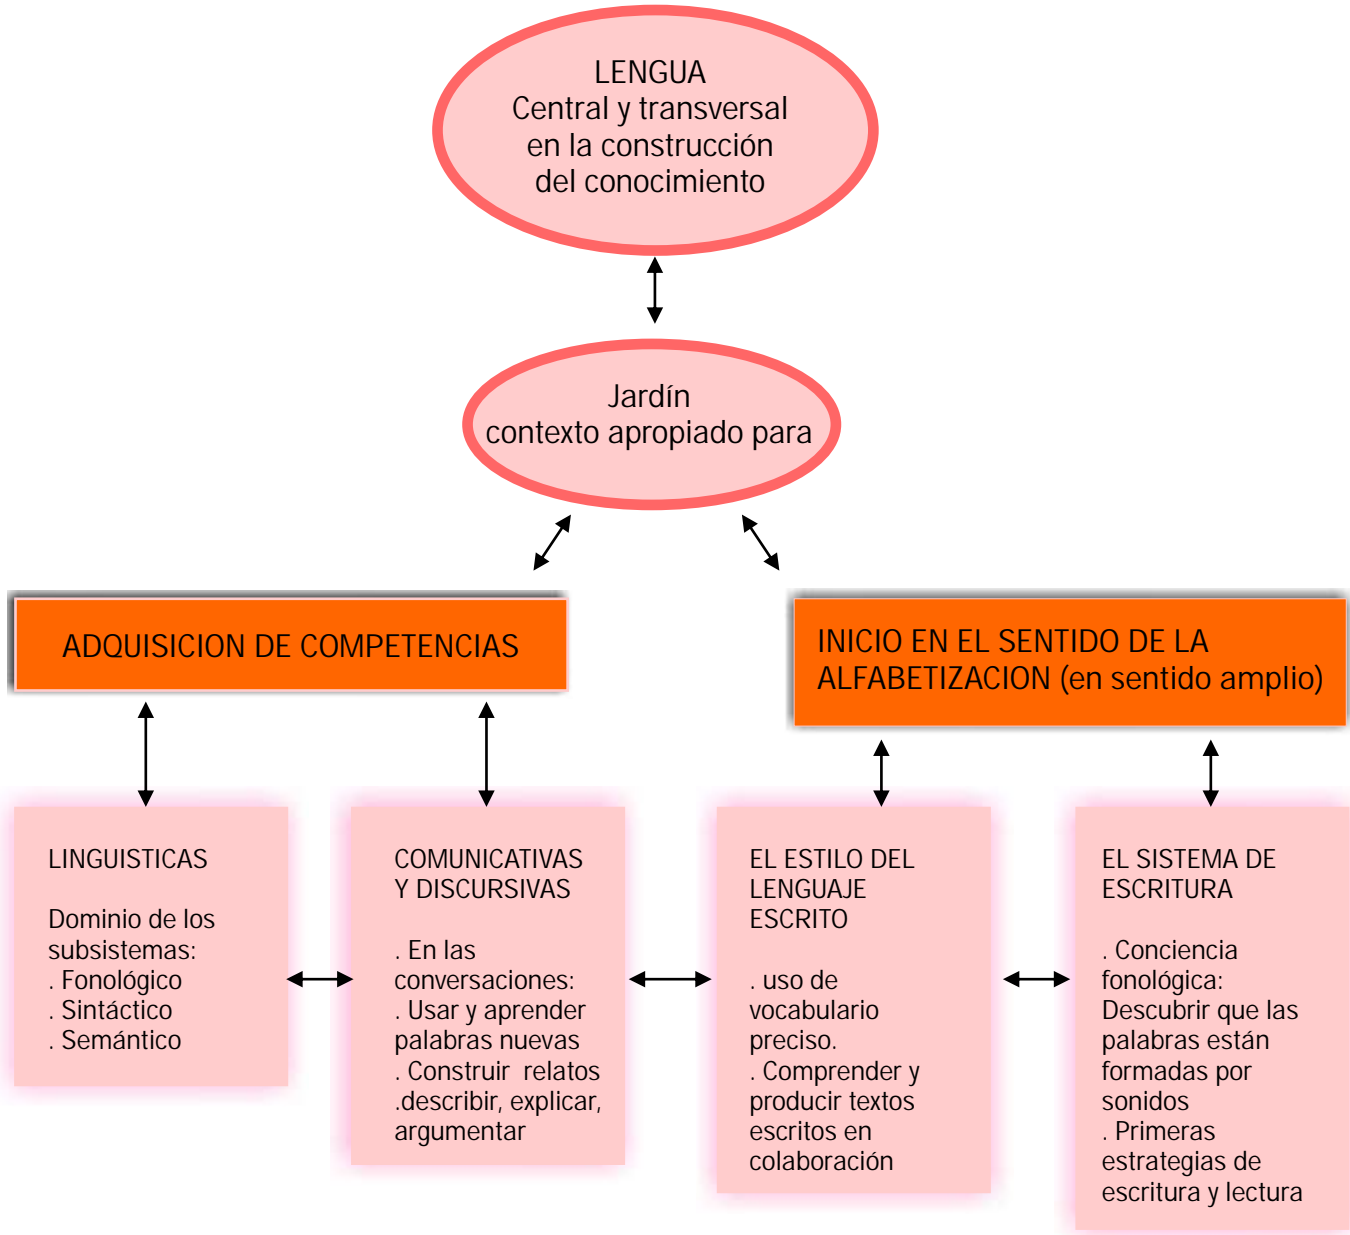 LENGUA
Central y transversal
en la construcción
del conocimiento
Jardín
contexto apropiado para
ADQUISICION DE COMPETENCIAS
INICIO EN EL SENTIDO DE LA
ALFABETIZACION (en sentido amplio)
LINGUISTICAS
Dominio de los
subsistemas:
. Fonológico
. Sintáctico
. Semántico
COMUNICATIVAS
Y DISCURSIVAS
. En las
conversaciones:
. Usar y aprender
palabras nuevas
. Construir relatos
.describir, explicar,
argumentar
EL ESTILO DEL
LENGUAJE
ESCRITO
. uso de
vocabulario
preciso.
. Comprender y
producir textos
escritos en
colaboración
EL SISTEMA DE
ESCRITURA
. Conciencia
fonológica:
Descubrir que las
palabras están
formadas por
sonidos
. Primeras
estrategias de
escritura y lectura